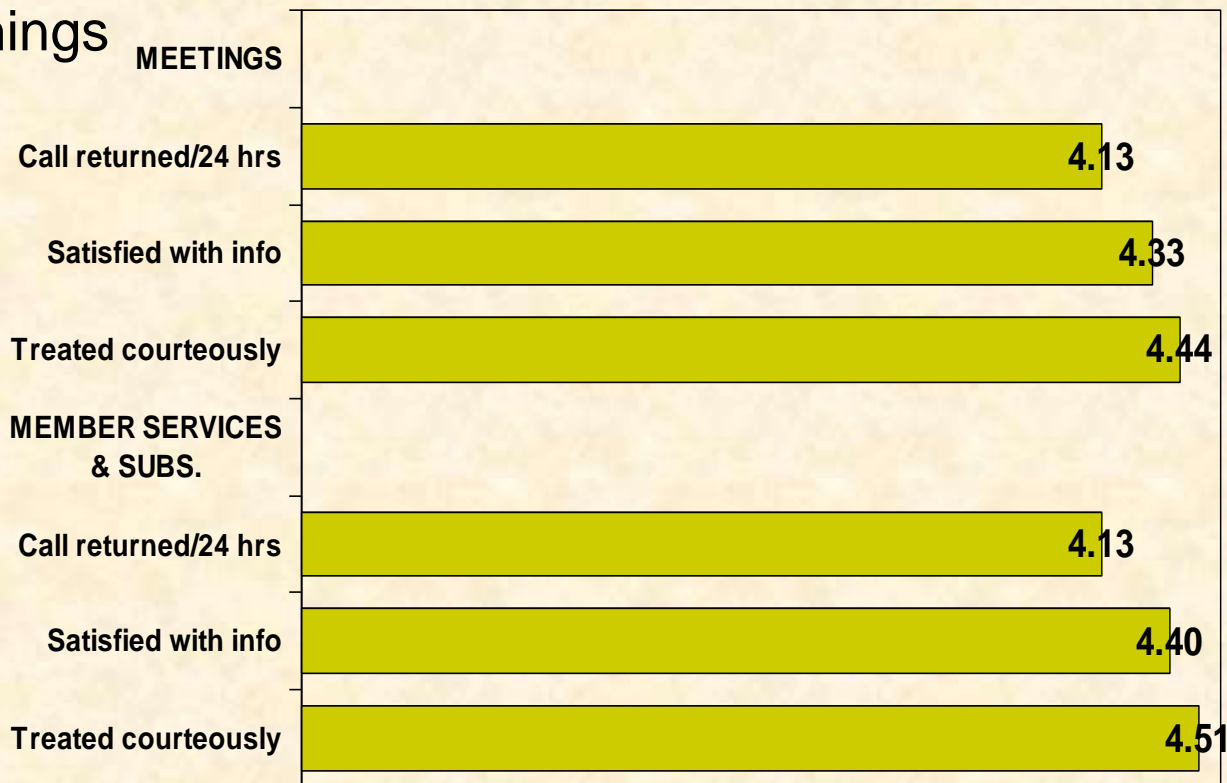 MEETINGS
Call returned/24 hrs 4.13
Satisfied with info 4.33
Treated courteously 4.44
MEMBER SERVICES
& SUBS.
Call returned/24 hrs 4.13
Satisfied with info 4.40
Treated courteously 4.51